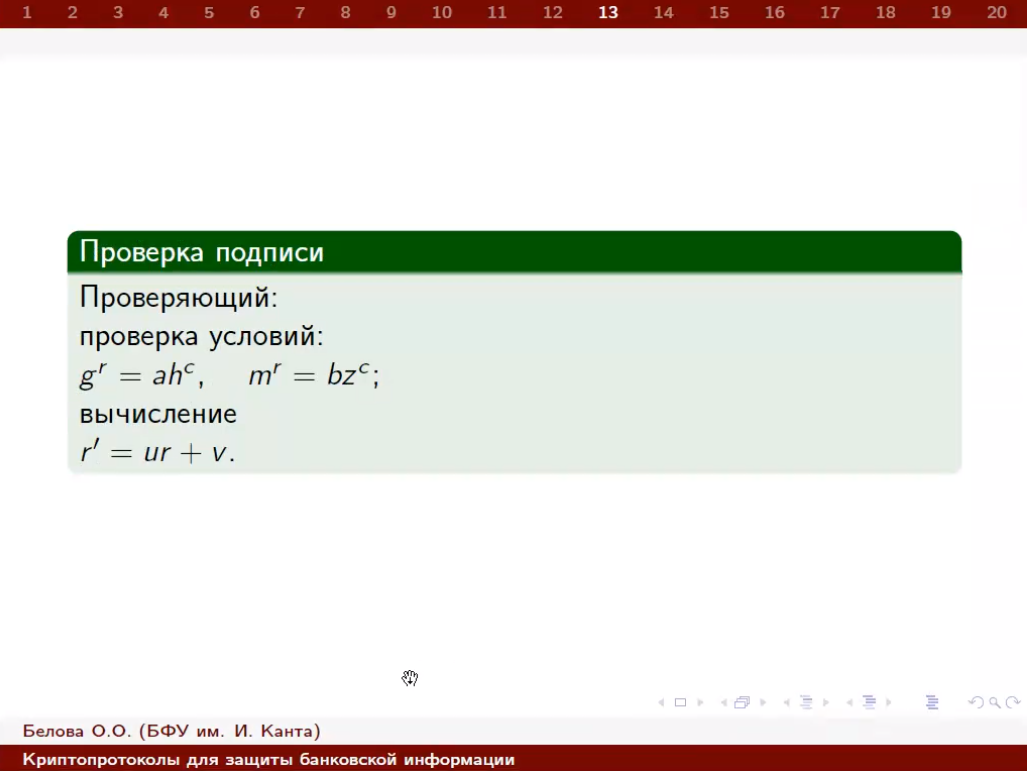 1 2 3 4 5 6 7 8 9 10 11 12 13 14 15 16 17 18 19 20
Проверка подписи
Проверяющий:
проверка условий:
g^r = ah^c, m^r = bz^c;
вычисление
r′ = ur + v.
Белова О.О. (БФУ им. И. Канта)
Криптопротоколы для защиты банковской информации